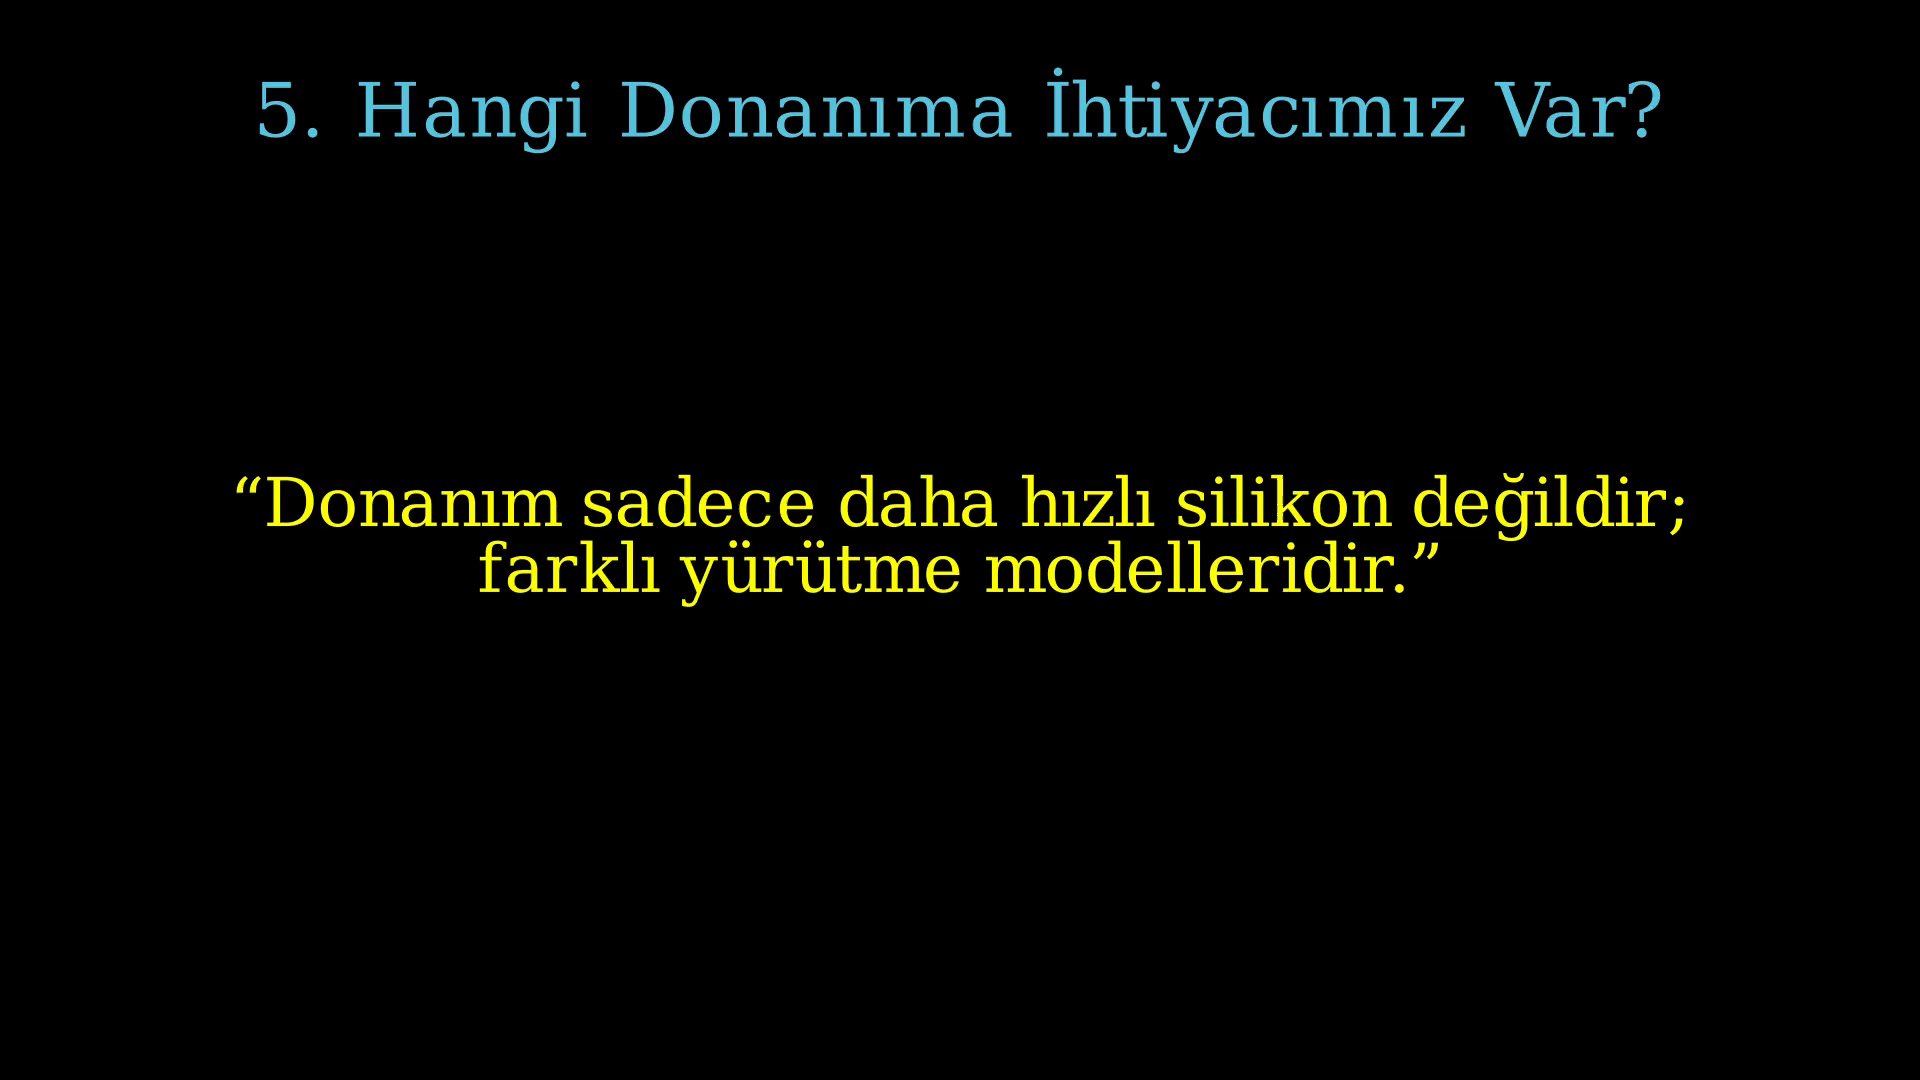 5. Hangi Donanıma İhtiyacımız Var?
“Donanım sadece daha hızlı silikon değildir;
farklı yürütme modelleridir.”